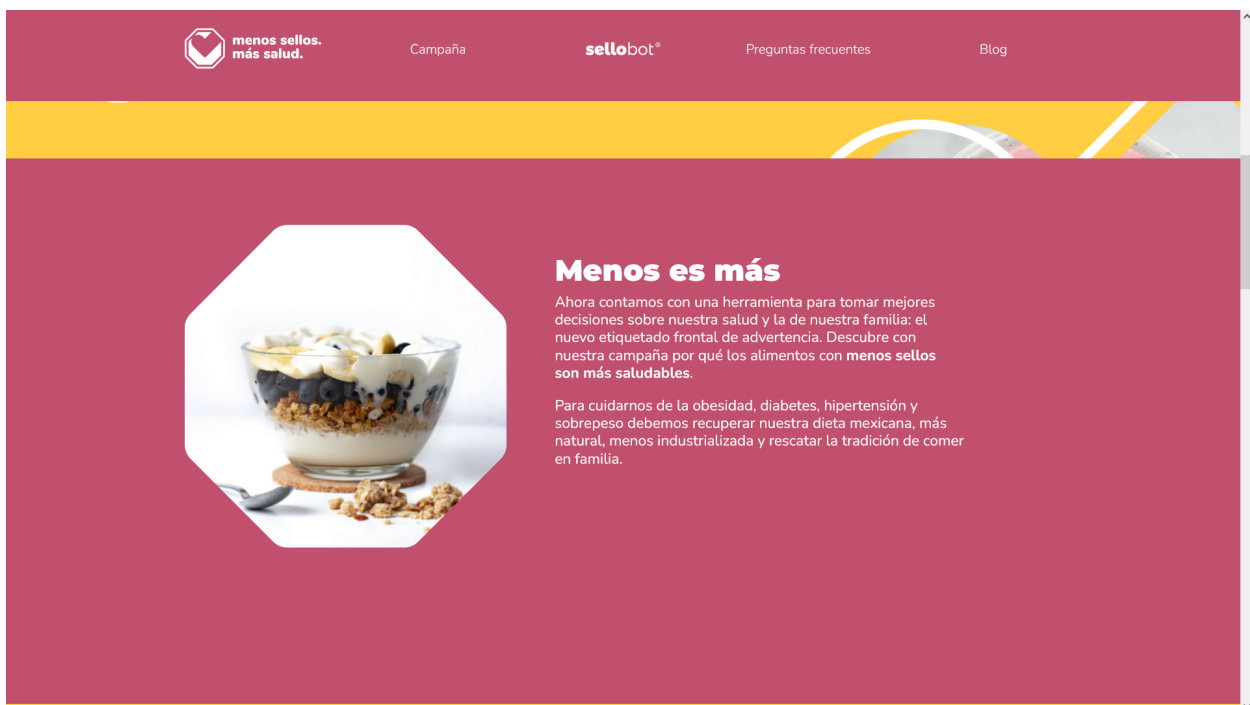 menos sellos.
más salud.
Campaña
sellobot®
Preguntas frecuentes
Blog
Menos es más
Ahora contamos con una herramienta para tomar mejores
decisiones sobre nuestra salud y la de nuestra familia: el
nuevo etiquetado frontal de advertencia. Descubre con
nuestra campaña por qué los alimentos con menos sellos
son más saludables.
Para cuidarnos de la obesidad, diabetes, hipertensión y
sobrepeso debemos recuperar nuestra dieta mexicana, más
natural, menos industrializada y rescatar la tradición de comer
en familia.